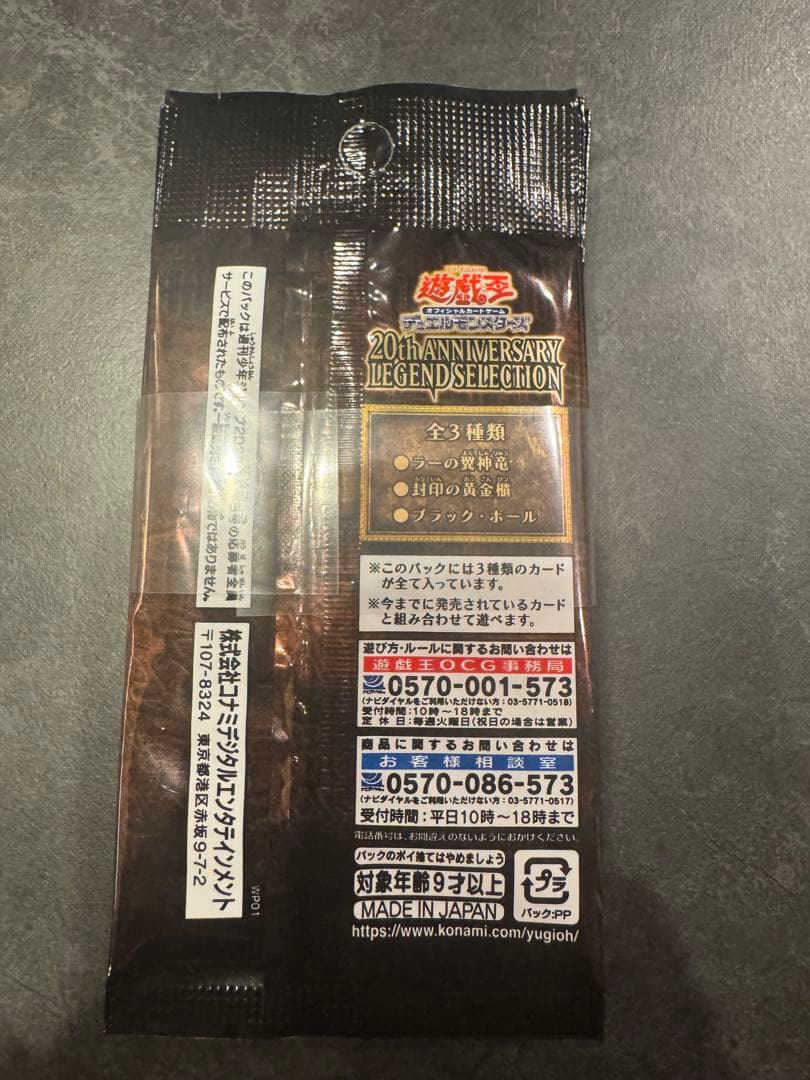 遊戯王
オフィシャルカードゲーム
デュエルモンスターズ
20th ANNIVERSARY
LEGEND SELECTION
全3種類
●ラーの翼神竜
●封印の黄金櫃
●ブラック・ホール
※このパックには3種類のカード
が全て入っています。
※今までに発売されているカード
と組み合わせて遊べます。
遊び方・ルールに関するお問い合わせは
遊戯王OCG事務局
0570-001-573
(ナビダイヤルをご利用いただけない方:03-5771-0518)
受付時間:10時〜18時まで
定休日:毎週火曜日(祝日の場合は営業)
商品に関するお問い合わせは
お客様相談室
0570-086-573
(ナビダイヤルをご利用いただけない方:03-5771-0517)
受付時間:平日10時〜18時まで
電話番号は、お間違えのないようにおかけください。
パックのポイ捨てはやめましょう
対象年齢9才以上
MADE IN JAPAN
プラ
パック:PP
https://www.konami.com/yugioh/
このパックは週刊少年
の応募者全員
サービスで配布されたものです。
ではありません。
株式会社コナミデジタルエンタテインメント
〒107-8324 東京都港区赤坂9-7-2
WP01